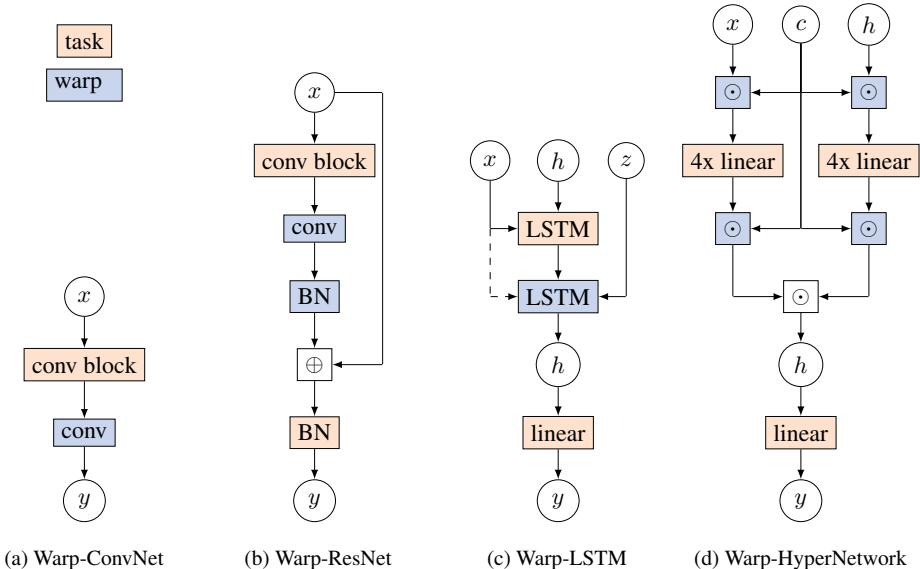 task
warp
x
conv block
conv
y
(a) Warp-ConvNet
x
conv block
conv
BN
⊕
BN
y
(b) Warp-ResNet
x h z
LSTM
LSTM
h
linear
y
(c) Warp-LSTM
x c h
⊙ ⊙
4x linear 4x linear
⊙ ⊙
⊙
h
linear
y
(d) Warp-HyperNetwork